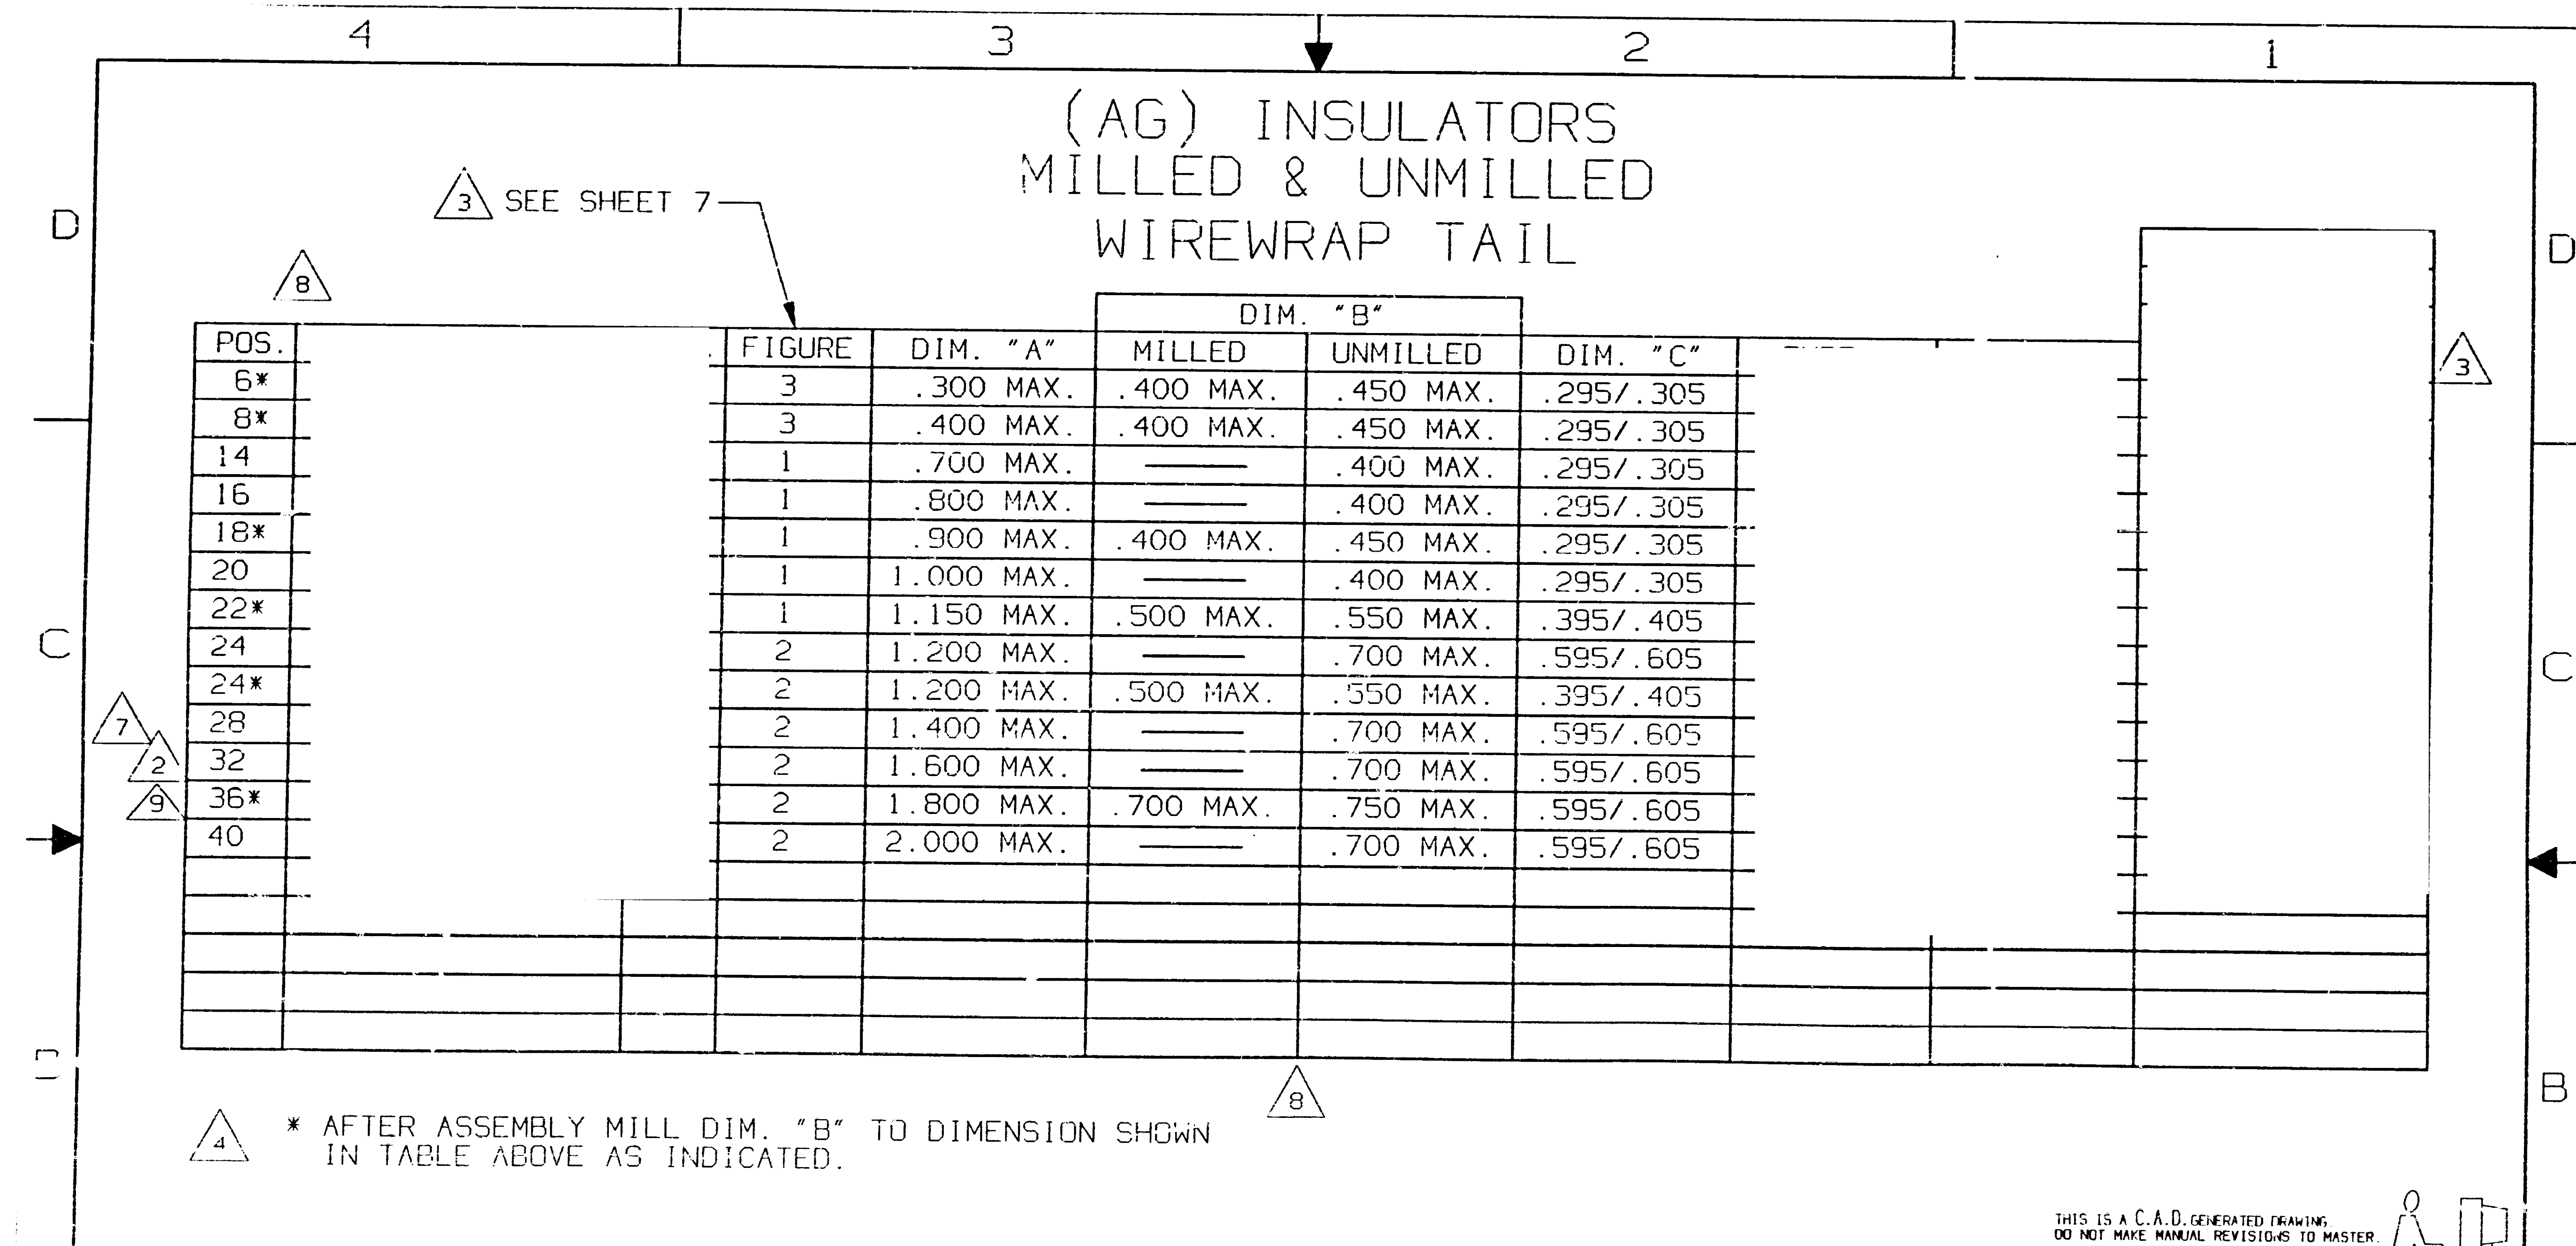 4 3 2 1
(AG) INSULATORS
MILLED & UNMILLED
WIREWRAP TAIL
3 SEE SHEET 7
D D
8
DIM. "B"
POS. FIGURE DIM. "A" MILLED UNMILLED DIM. "C"
3
6* 3 .300 MAX. .400 MAX. .450 MAX. .295/.305
8* 3 .400 MAX. .400 MAX. .450 MAX. .295/.305
14 1 .700 MAX. .400 MAX. .295/.305
16 1 .800 MAX. .400 MAX. .295/.305
18* 1 .900 MAX. .400 MAX. .450 MAX. .295/.305
20 1 1.000 MAX. .400 MAX. .295/.305
22* 1 1.150 MAX. .500 MAX. .550 MAX. .395/.405
C C
24 2 1.200 MAX. .700 MAX. .595/.605
24* 2 1.200 MAX. .500 MAX. .550 MAX. .395/.405
7 28 2 1.400 MAX. .700 MAX. .595/.605
2 32 2 1.600 MAX. .700 MAX. .595/.605
9 36* 2 1.800 MAX. .700 MAX. .750 MAX. .595/.605
40 2 2.000 MAX. .700 MAX. .595/.605
B
8
4 * AFTER ASSEMBLY MILL DIM. "B" TO DIMENSION SHOWN
IN TABLE ABOVE AS INDICATED.
THIS IS A C.A.D. GENERATED DRAWING.
DO NOT MAKE MANUAL REVISIONS TO MASTER.